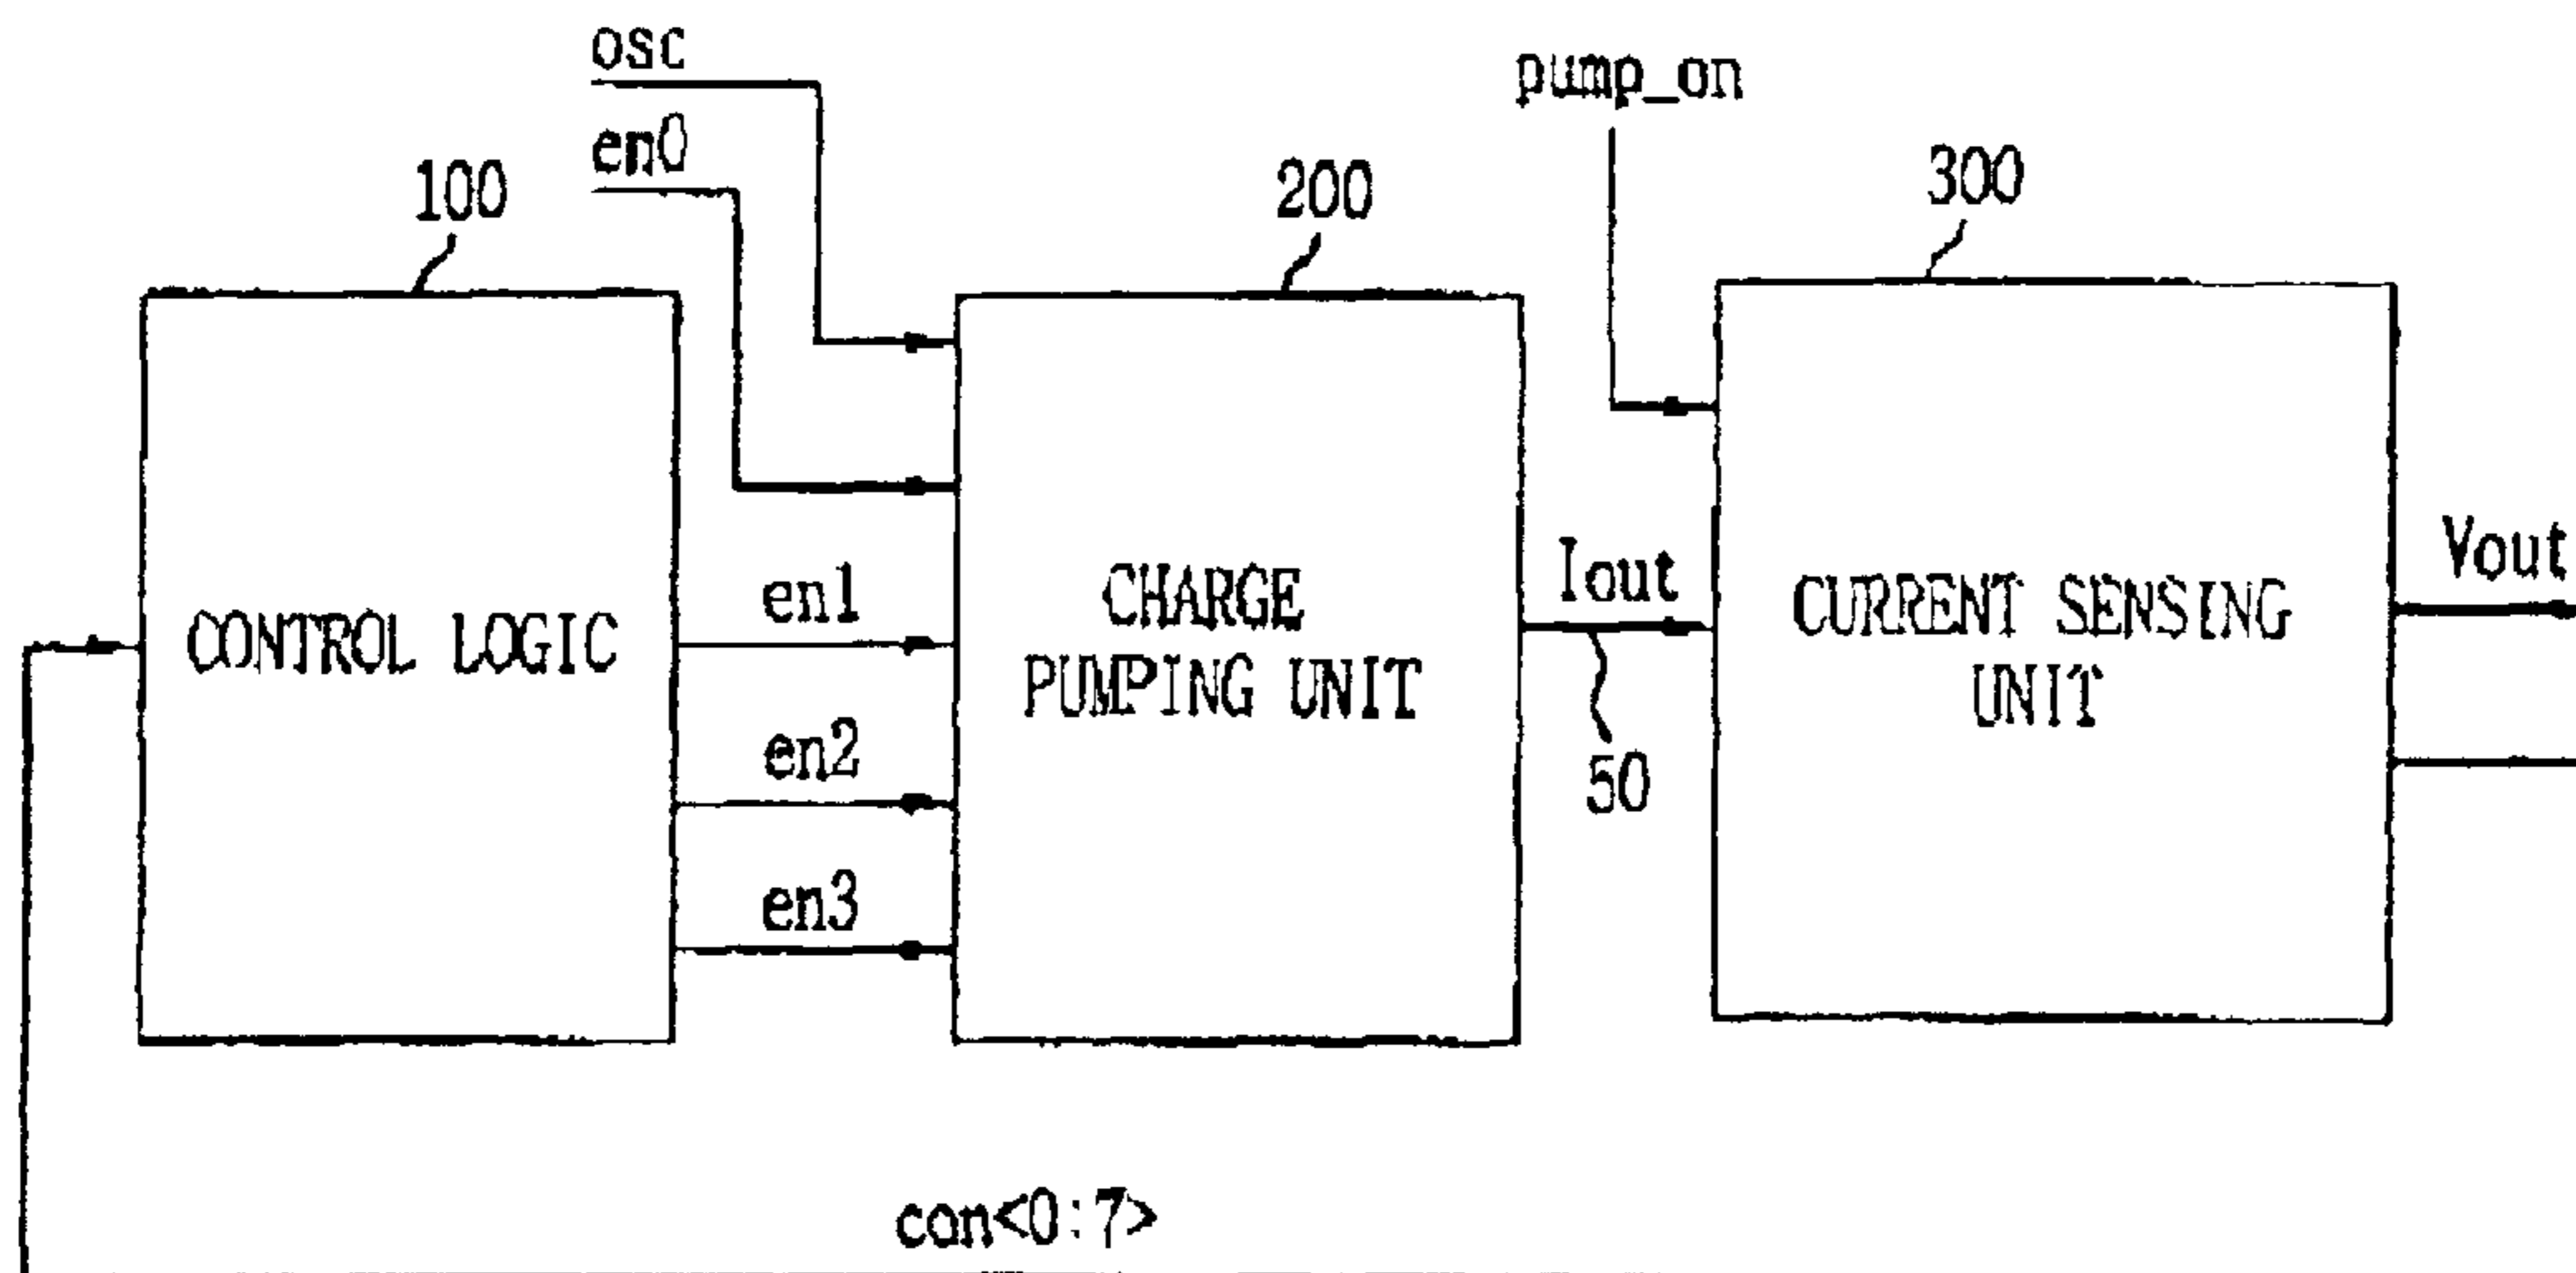 osc
en0
pump_on
100
200
300
CONTROL LOGIC
en1
en2
en3
CHARGE
PUMPING UNIT
Iout
50
CURRENT SENSING
UNIT
Vout
con<0:7>